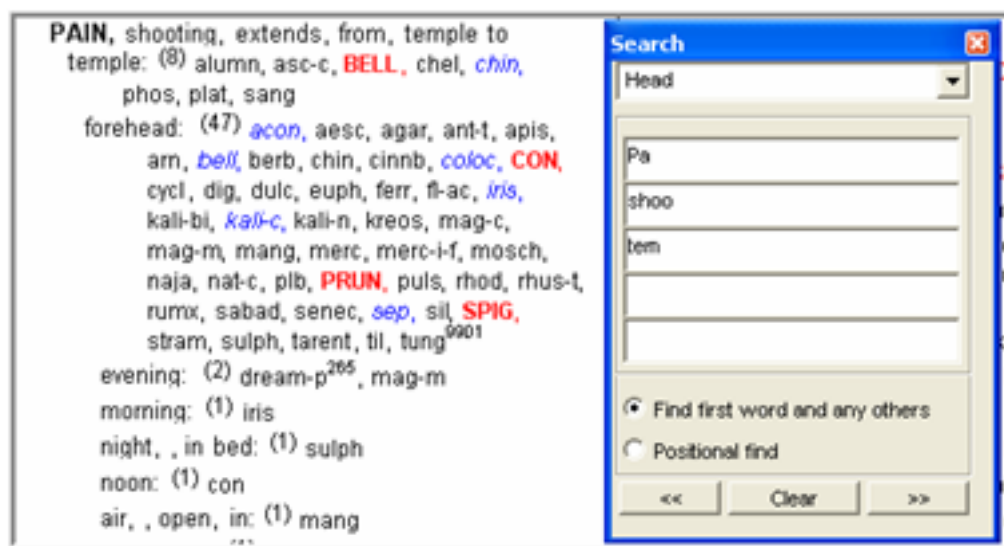 PAIN, shooting, extends, from, temple to
temple: (8) alumn, asc-c, BELL, chel, chin,
phos, plat, sang
forehead: (47) acon, aesc, agar, ant-t, apis,
arn, bell, berb, chin, cinnb, coloc, CON,
cycl, dig, dulc, euph, ferr, fl-ac, iris,
kali-bi, kali-c, kali-n, kreos, mag-c,
mag-m, mang, merc, merc-i-f, mosch,
naja, nat-c, plb, PRUN, puls, rhod, rhus-t,
rumx, sabad, senec, sep, sil, SPIG,
stram, sulph, tarent, til, tung9901
evening: (2) dream-p265, mag-m
morning: (1) iris
night, , in bed: (1) sulph
noon: (1) con
air, , open, in: (1) mang
Search
Head
Pa
shoo
tem
Find first word and any others
Positional find
<<
Clear
>>